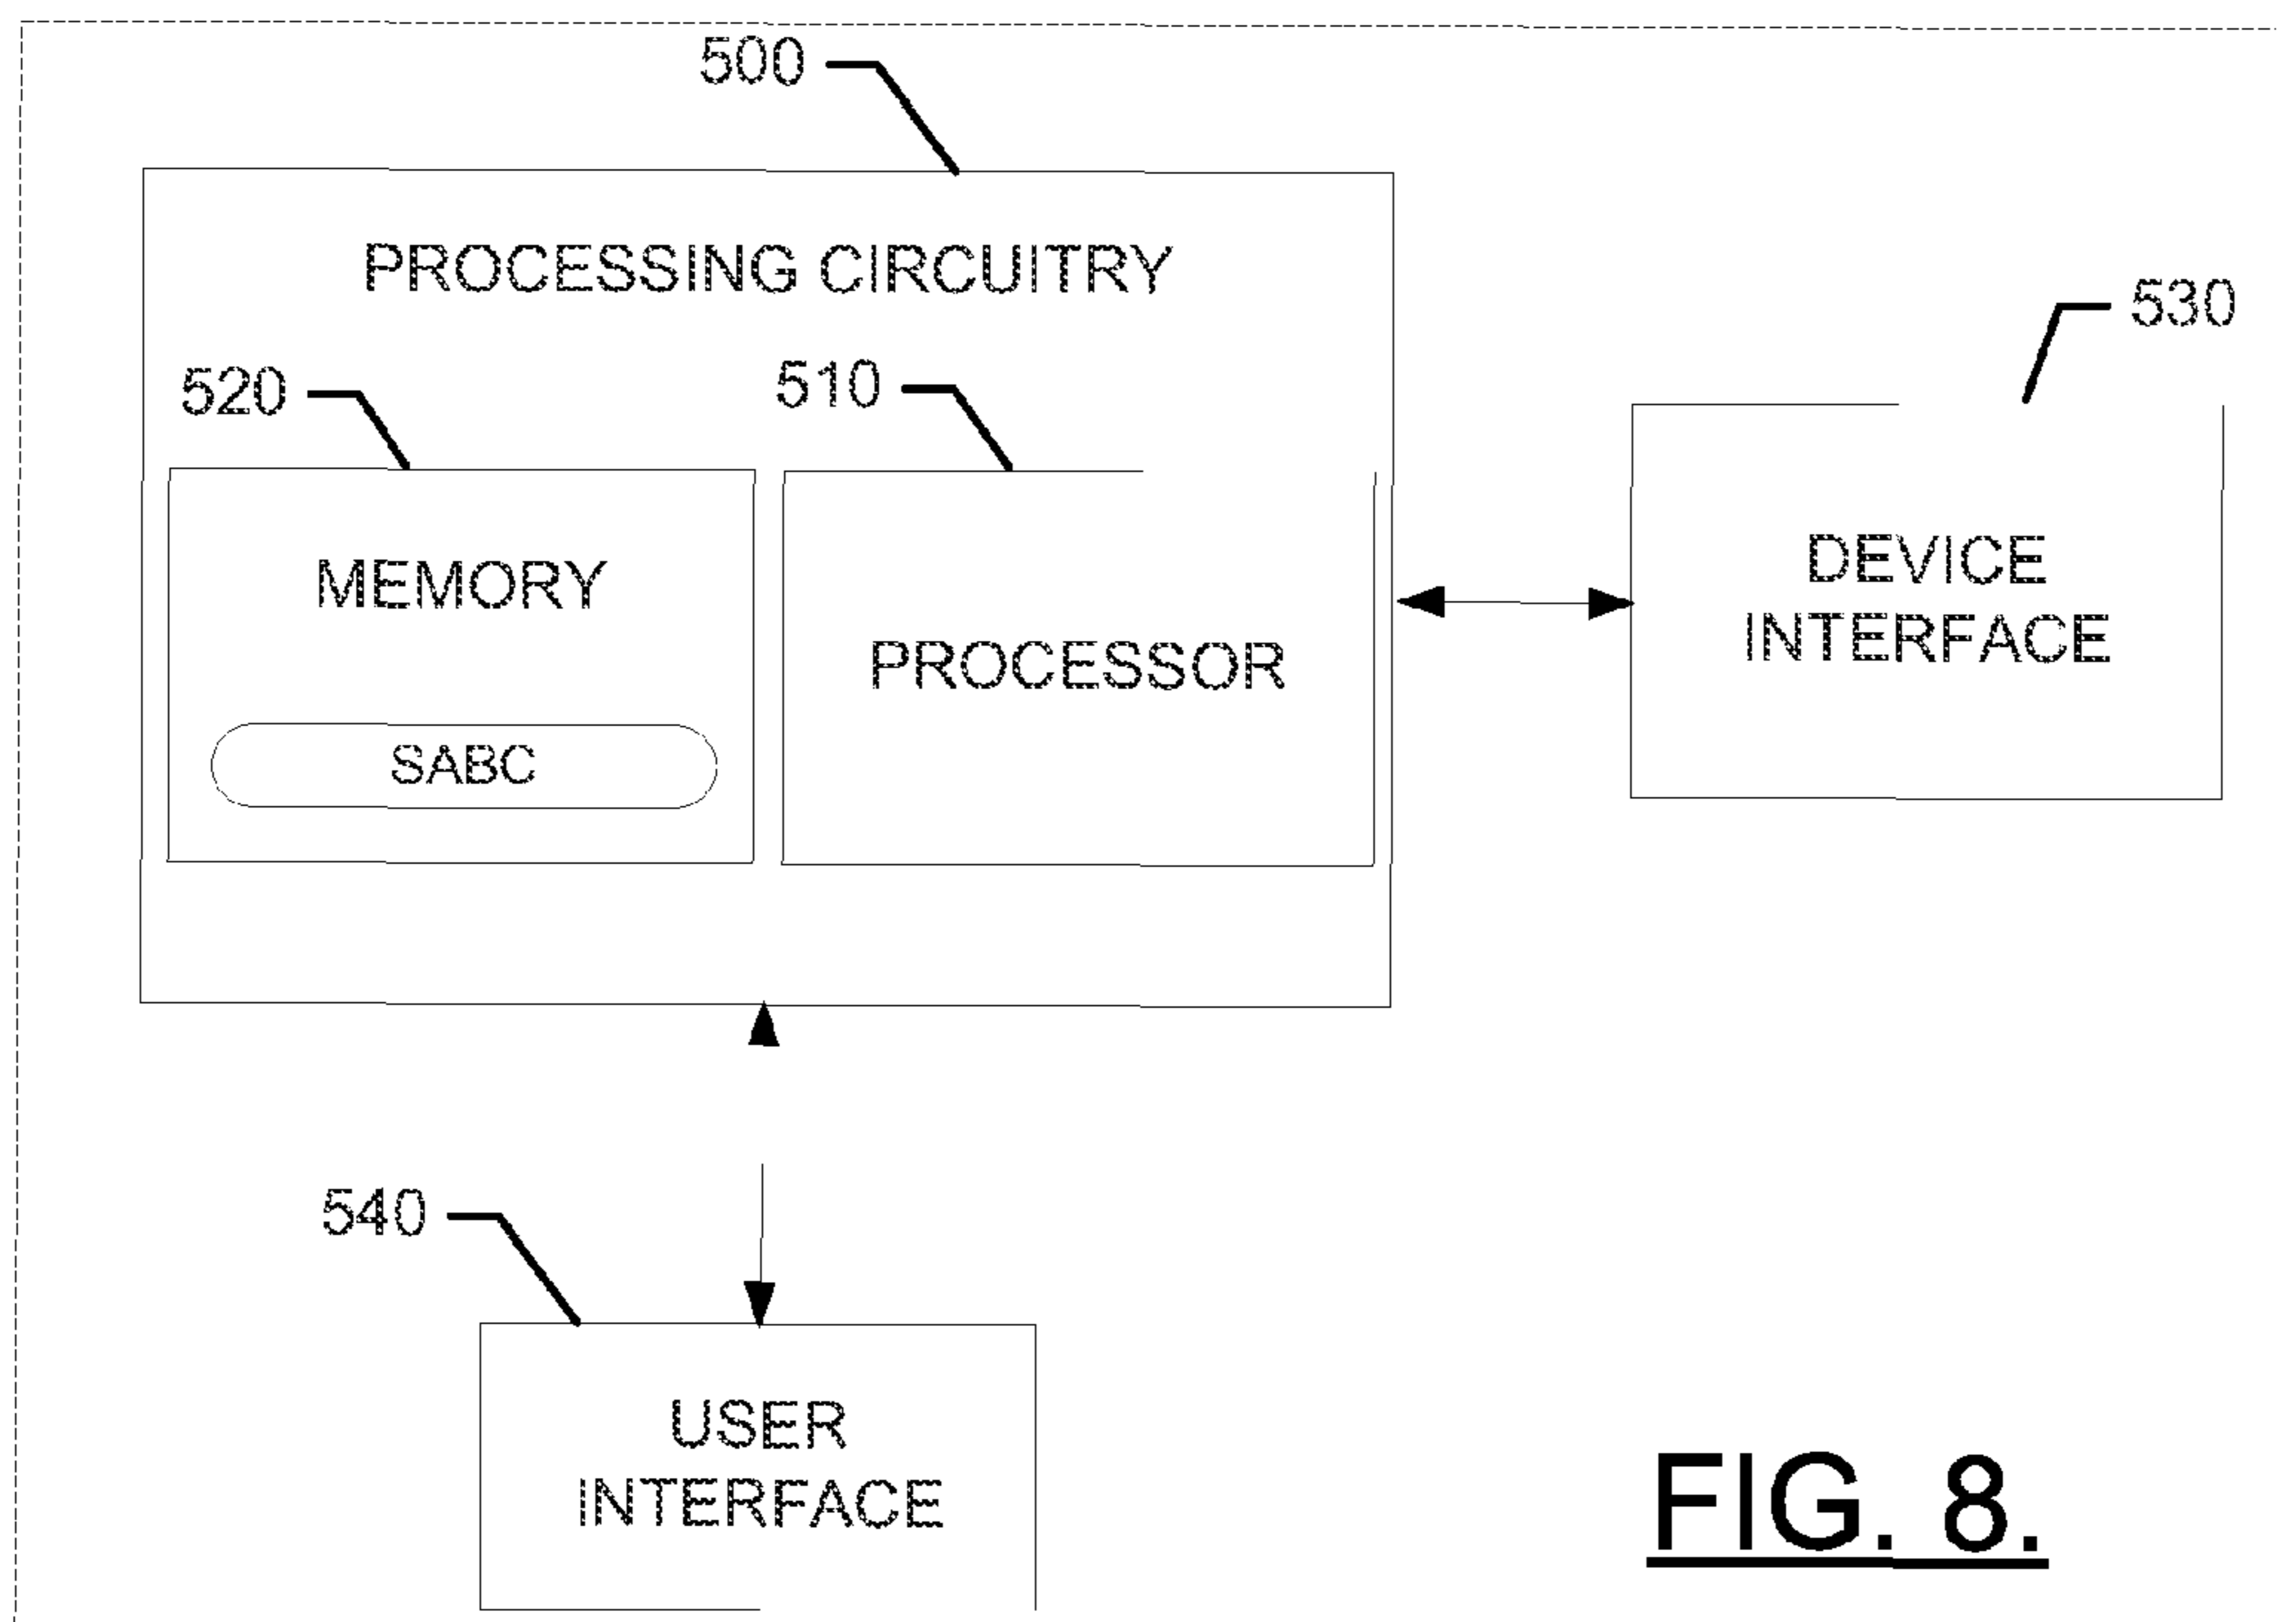 500
PROCESSING CIRCUITRY
530
520
510
MEMORY
PROCESSOR
SABC
DEVICE
INTERFACE
540
USER
INTERFACE
FIG. 8.